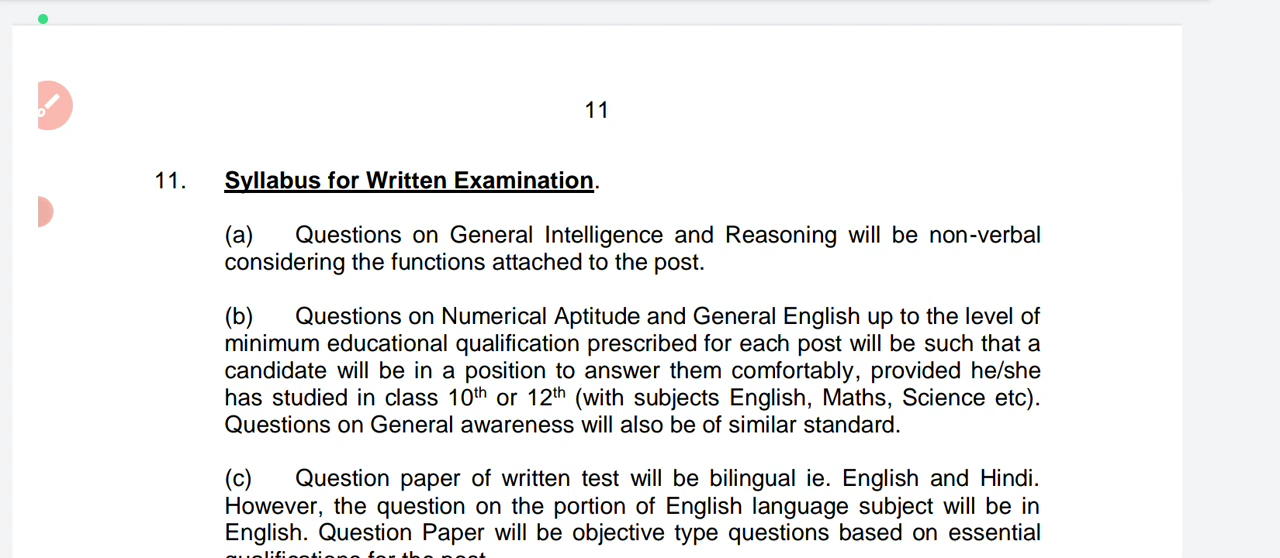 11
11. Syllabus for Written Examination.
(a) Questions on General Intelligence and Reasoning will be non-verbal
considering the functions attached to the post.
(b) Questions on Numerical Aptitude and General English up to the level of
minimum educational qualification prescribed for each post will be such that a
candidate will be in a position to answer them comfortably, provided he/she
has studied in class 10th or 12th (with subjects English, Maths, Science etc).
Questions on General awareness will also be of similar standard.
(c) Question paper of written test will be bilingual ie. English and Hindi.
However, the question on the portion of English language subject will be in
English. Question Paper will be objective type questions based on essential
qualifications for the post